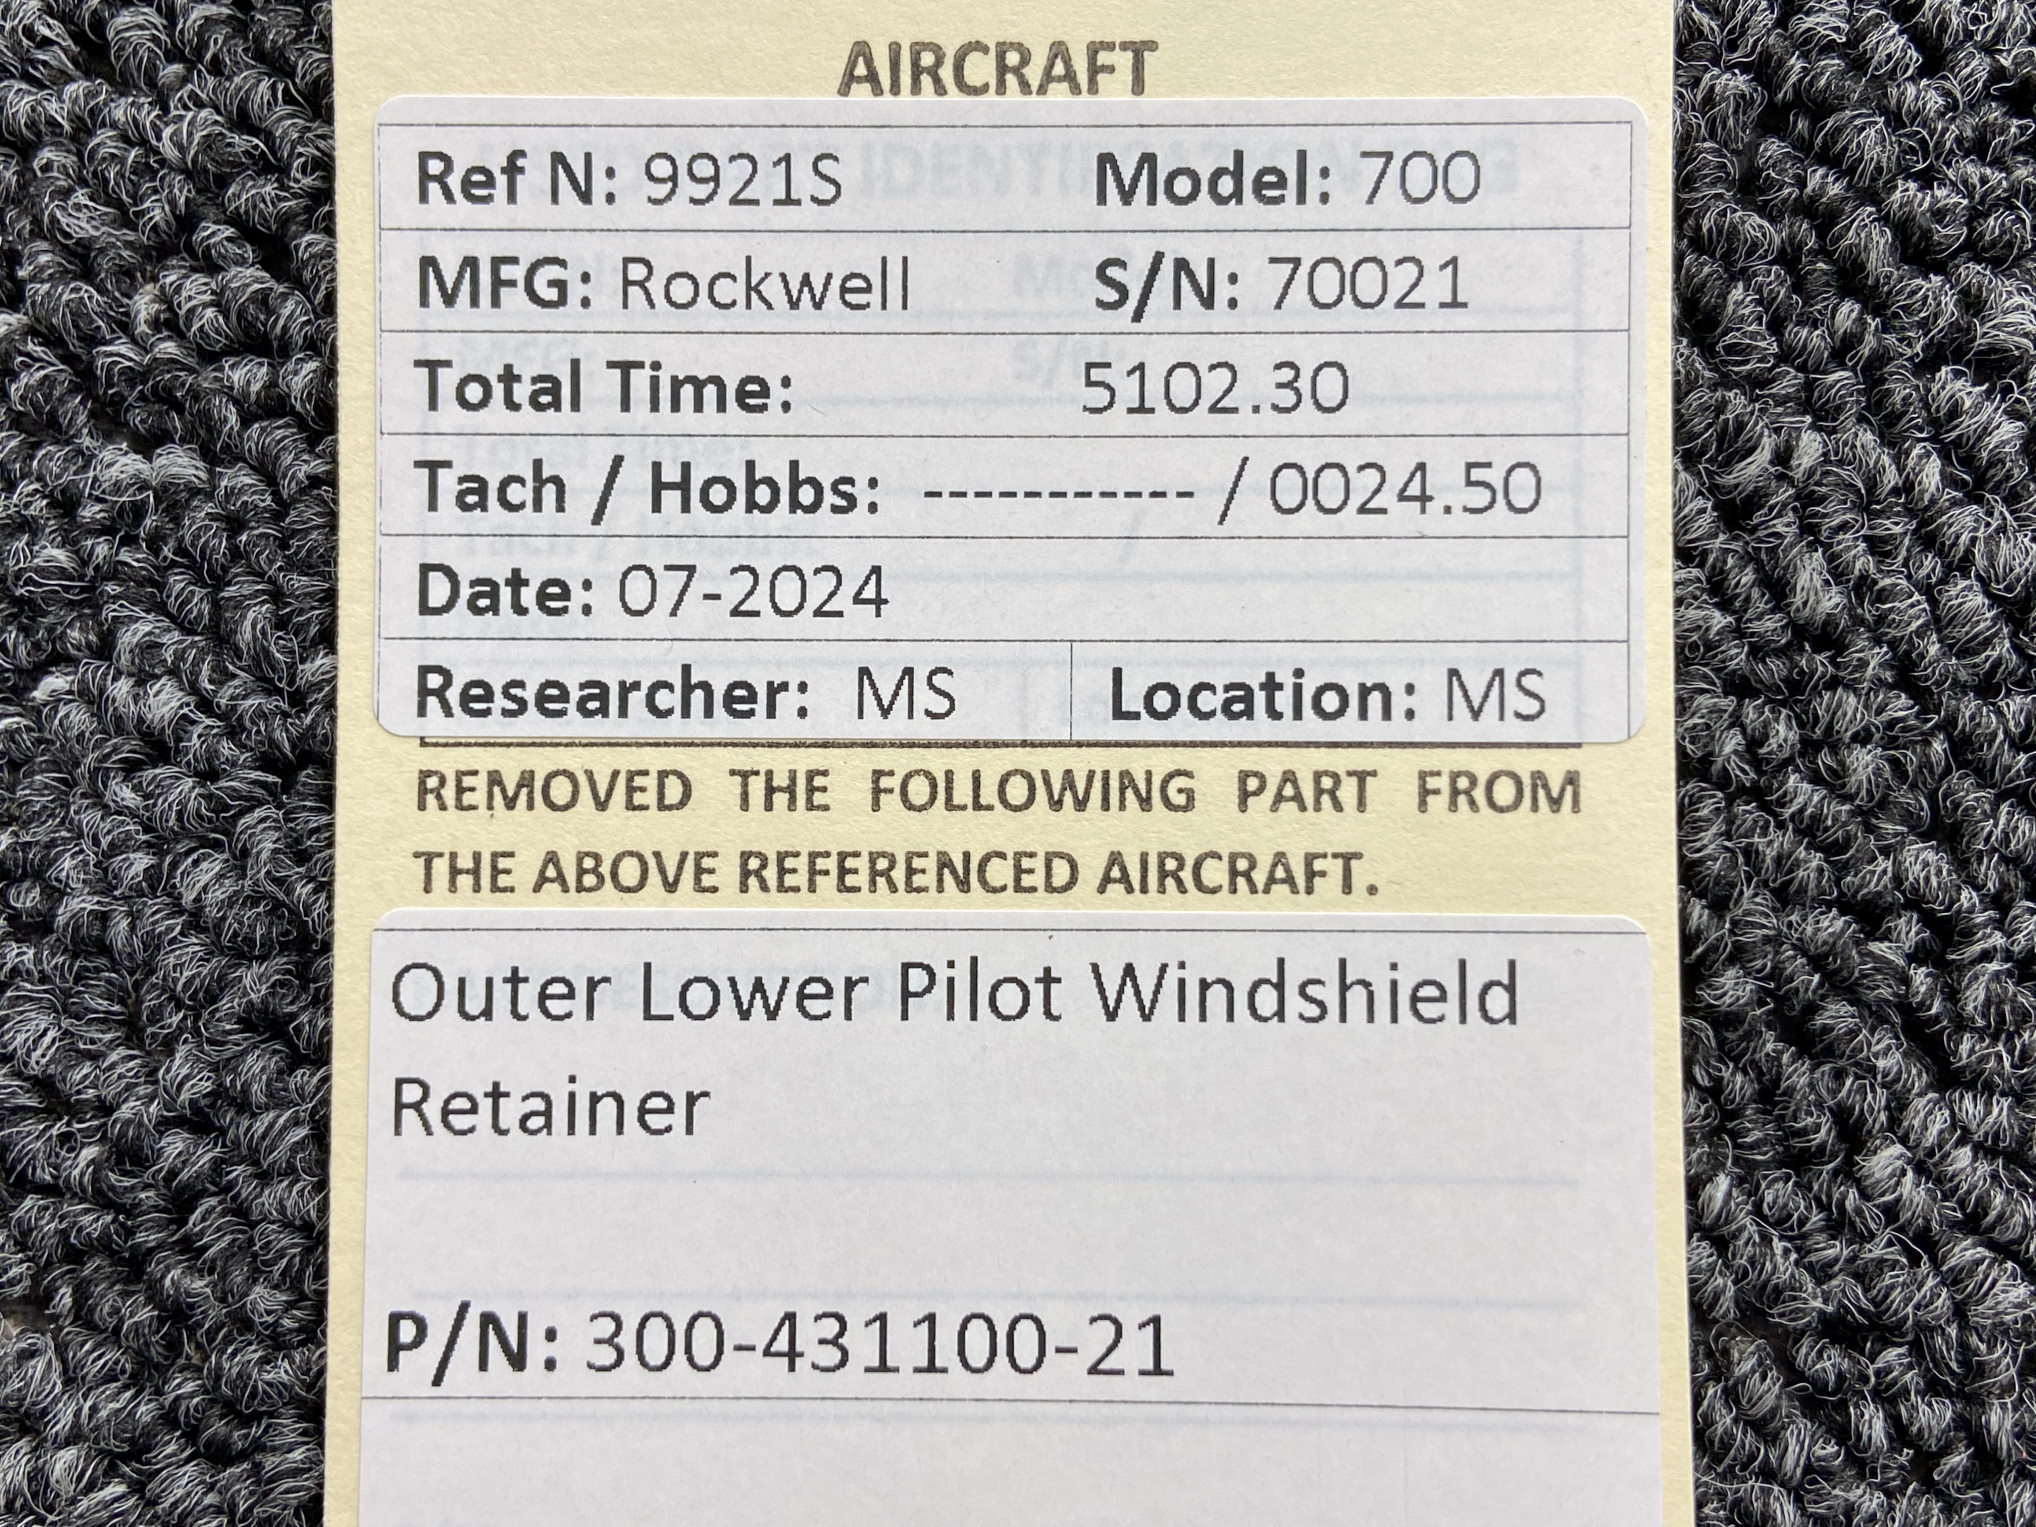 AIRCRAFT
Ref N: 9921S Model: 700
MFG: Rockwell S/N: 70021
Total Time: 5102.30
Tach / Hobbs: ----------- / 0024.50
Date: 07-2024
Researcher: MS Location: MS
REMOVED THE FOLLOWING PART FROM
THE ABOVE REFERENCED AIRCRAFT.
Outer Lower Pilot Windshield
Retainer
P/N: 300-431100-21